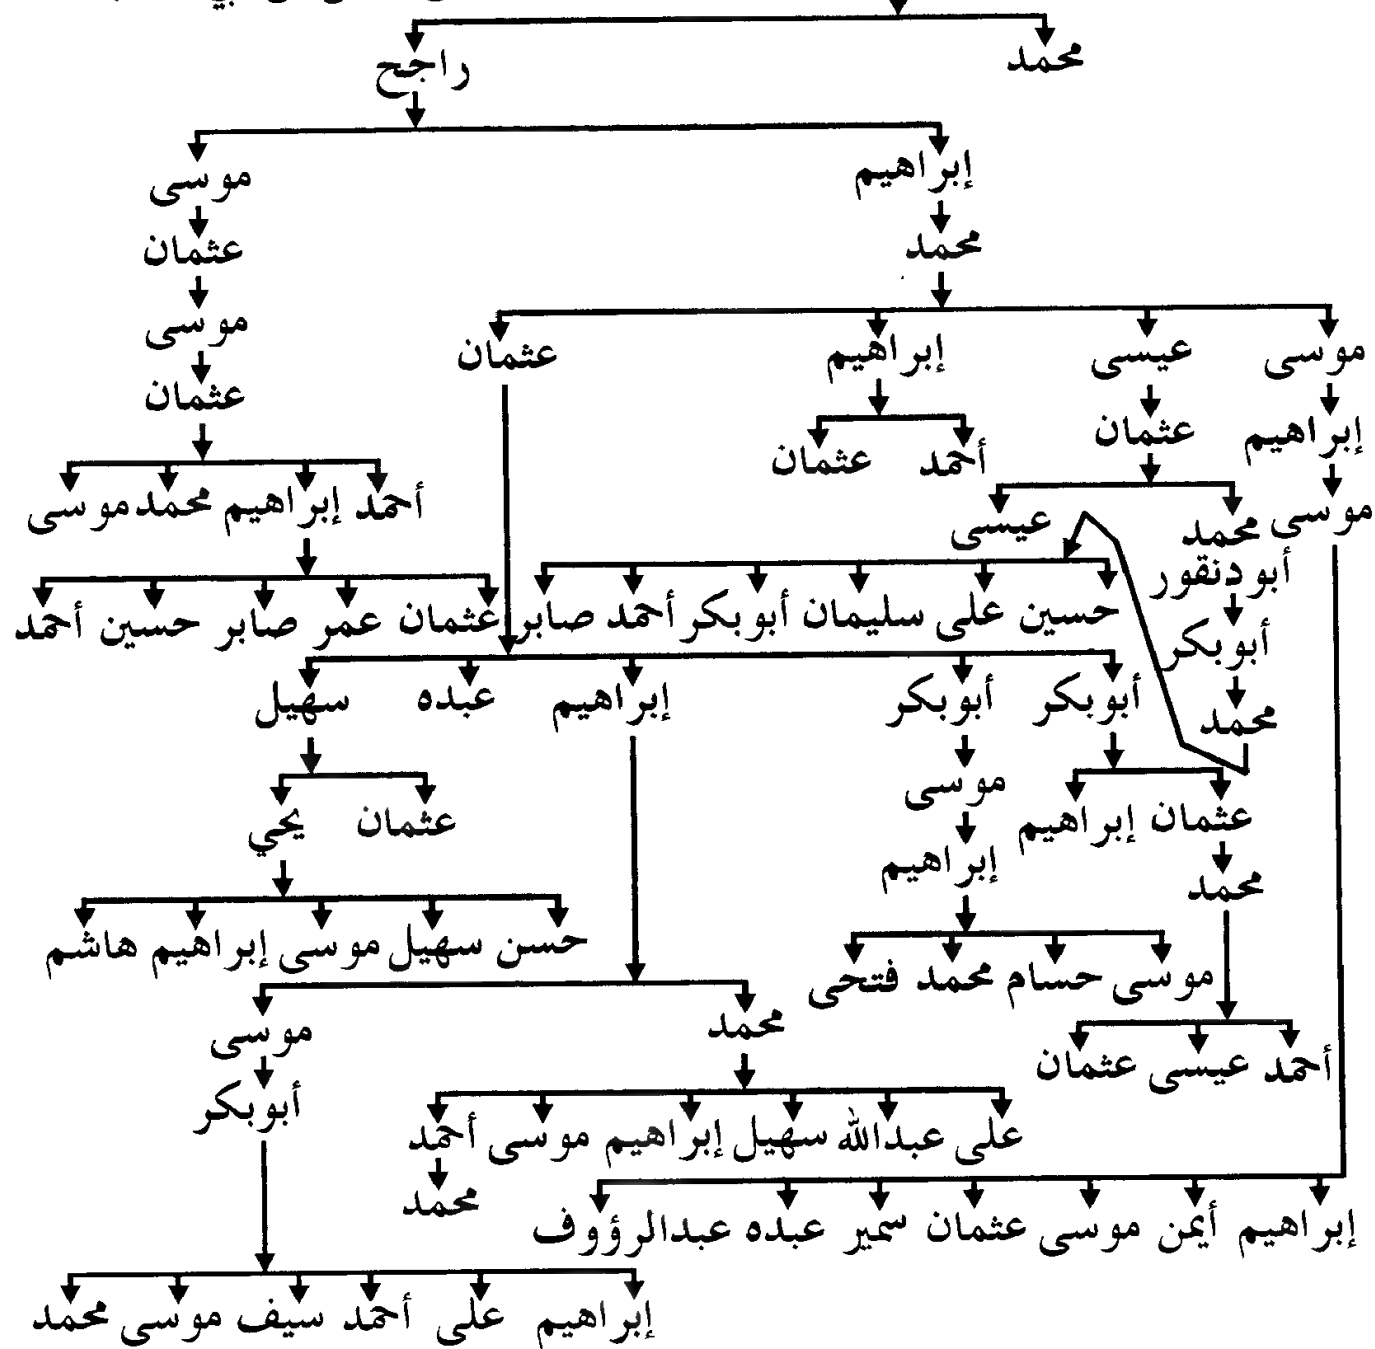 محمد راجح
إبراهيم موسى
محمد عثمان
موسى
موسى عيسى إبراهيم عثمان
عثمان
إبراهيم عثمان أحمد عثمان
أحمد إبراهيم محمد موسى
موسى محمد عيسى
أبودنقور
حسين على سليمان أبوبكر أحمد صابر عثمان عمر صابر حسين أحمد
أبوبكر
أبوبكر أبوبكر إبراهيم عبده سهيل
محمد
موسى
عثمان إبراهيم عثمان يحي
إبراهيم
محمد
حسن سهيل موسى إبراهيم هاشم
موسى حسام محمد فتحى
محمد موسى
أحمد عيسى عثمان
أبوبكر
على عبدالله سهيل إبراهيم موسى أحمد
محمد
إبراهيم أيمن موسى عثمان سمير عبده عبدالرؤوف
إبراهيم على أحمد سيف موسى محمد